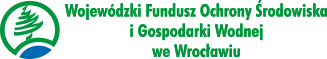 Wojewódzki Fundusz Ochrony Środowiska
i Gospodarki Wodnej
we Wrocławiu